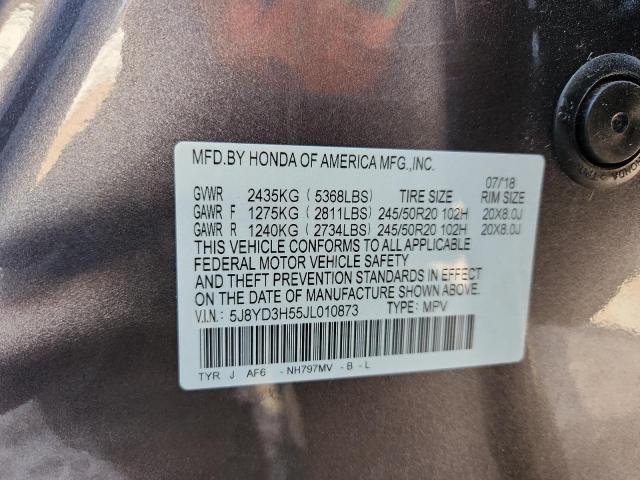 MFD.BY HONDA OF AMERICA MFG.,INC.
07/'18
GVWR 2435KG ( 5368LBS) TIRE SIZE RIM SIZE
GAWR F 1275KG ( 2811LBS) 245/50R20 102H 20X8.0J
GAWR R 1240KG ( 2734LBS) 245/50R20 102H 20X8.0J
THIS VEHICLE CONFORMS TO ALL APPLICABLE
FEDERAL MOTOR VEHICLE SAFETY
AND THEFT PREVENTION STANDARDS IN EFFECT
ON THE DATE OF MANUFACTURE SHOWN ABOVE.
V.I.N.: 5J8YD3H55JL010873 TYPE: MPV
TYR J AF6 - NH797MV - B - L